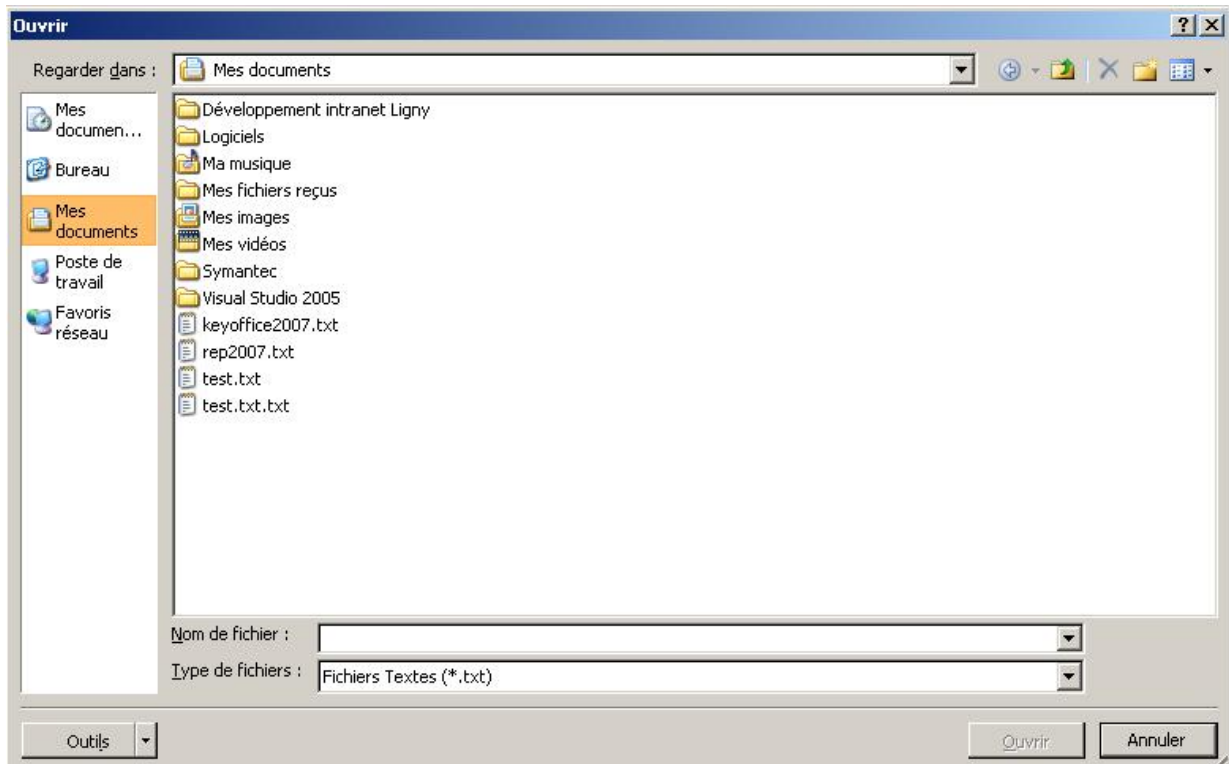 Ouvrir
Regarder dans :
Mes documents
Mes
documen...
Bureau
Mes
documents
Poste de
travail
Favoris
réseau
Développement intranet Ligny
Logiciels
Ma musique
Mes fichiers reçus
Mes images
Mes vidéos
Symantec
Visual Studio 2005
keyoffice2007.txt
rep2007.txt
test.txt
test.txt.txt
Nom de fichier :
Type de fichiers :
Fichiers Textes (*.txt)
Outils
Ouvrir
Annuler